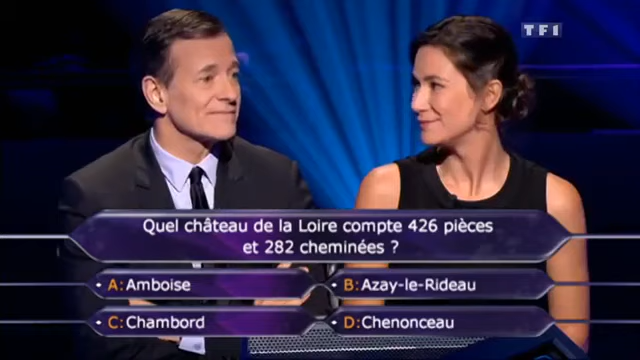 TF1
Quel château de la Loire compte 426 pièces
et 282 cheminées ?
A: Amboise
B: Azay-le-Rideau
C: Chambord
D: Chenonceau